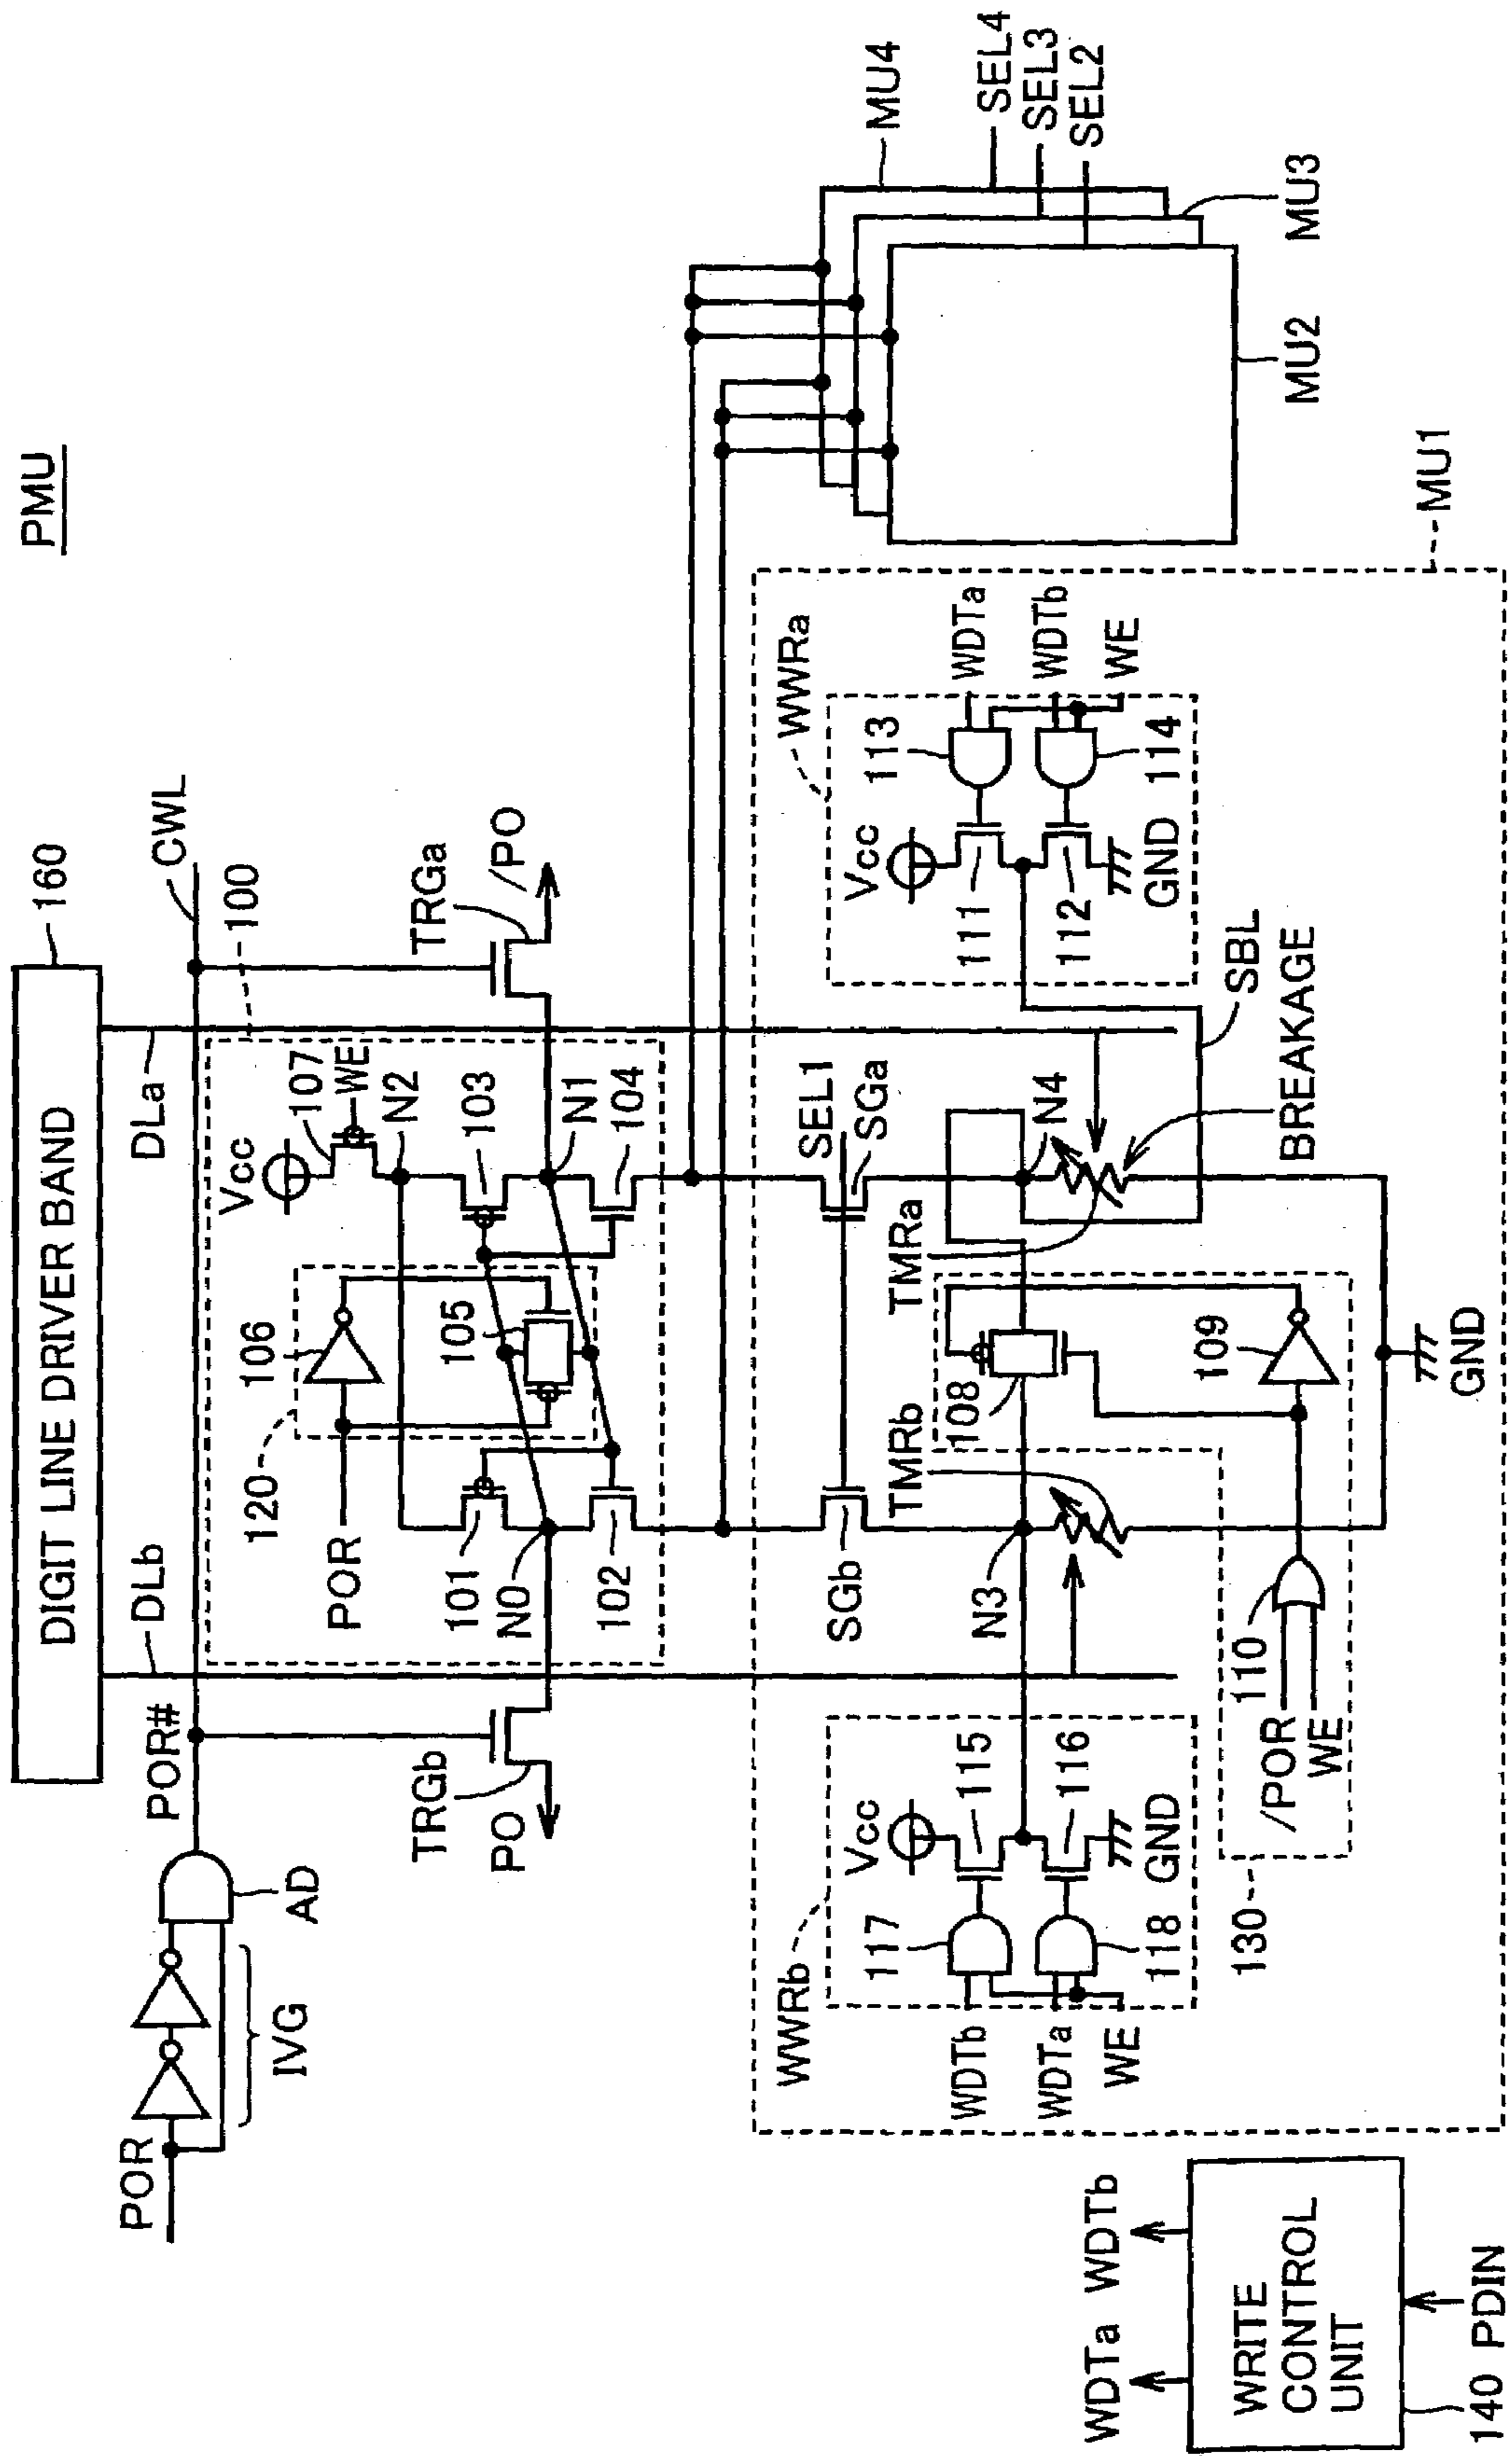 PMU
DIGIT LINE DRIVER BAND
160
POR
IVG
AD
POR#
CWL
DLb
DLa
100
TRGb
PO
TRGa
/PO
120
POR
106
105
Vcc
107
WE
N2
101
103
N0
N1
102
104
MU4
SEL4
SEL3
SEL2
MU3
MU2
MU1
WWRb
WDTb
WDTa
WE
117
118
Vcc
115
116
GND
SGb
SEL1
SGa
TMRb
TMRa
N3
N4
108
109
110
/POR
WE
130
GND
BREAKAGE
SBL
WWRa
Vcc
111
112
GND
113
114
WDTa
WDTb
WE
WDTa
WDTb
WRITE
CONTROL
UNIT
140
PDIN